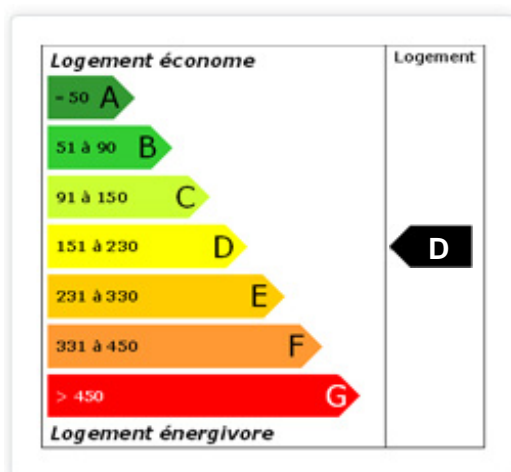 Logement économe
Logement
– 50 A
51 à 90 B
91 à 150 C
151 à 230 D
D
231 à 330 E
331 à 450 F
> 450 G
Logement énergivore